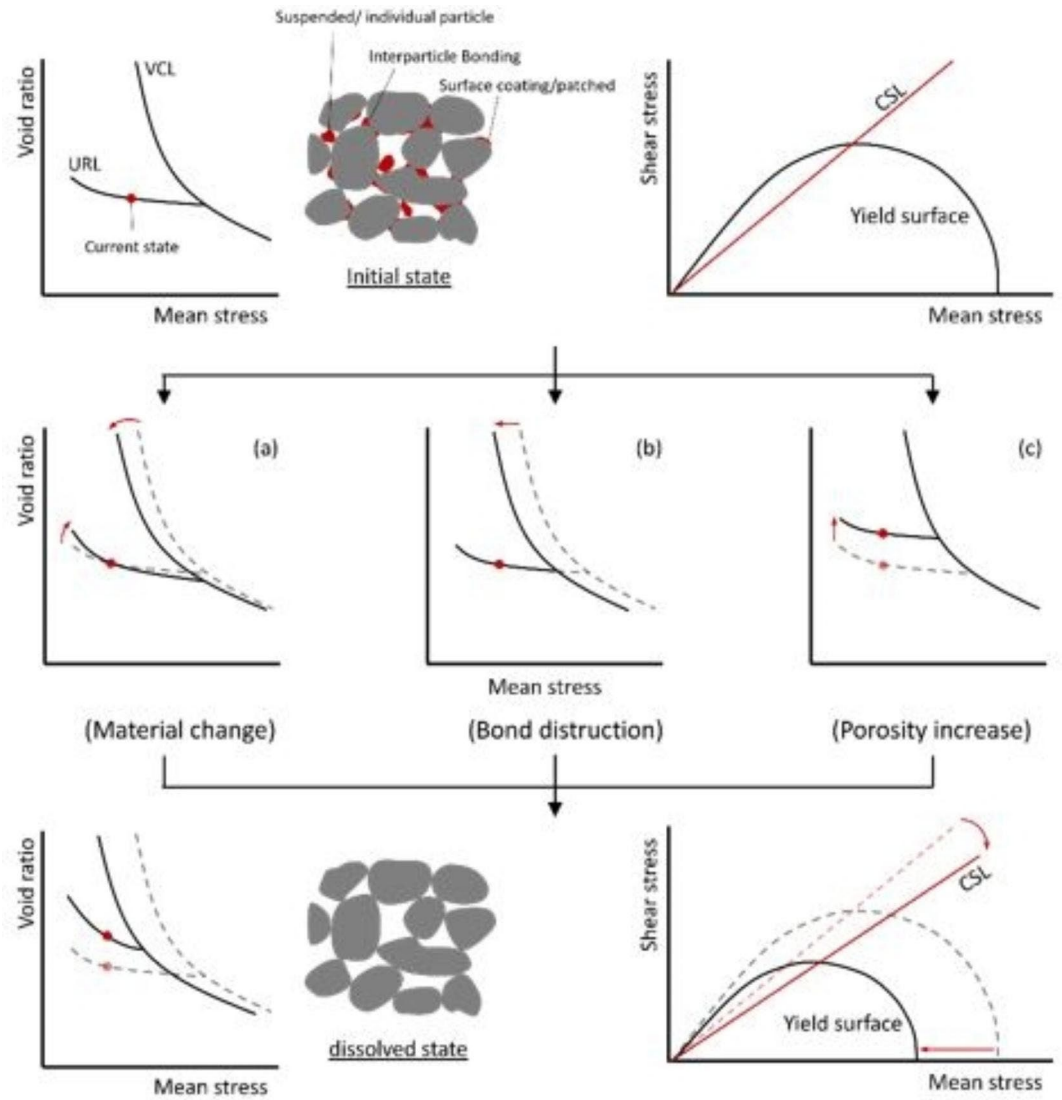 Suspended/ individual particle
Interparticle Bonding
Surface coating/patched
Void ratio
VCL
URL
Current state
Mean stress
Initial state
Shear stress
CSL
Yield surface
Mean stress
Void ratio
(a)
(b)
(c)
Mean stress
(Material change)
(Bond distruction)
(Porosity increase)
Void ratio
Mean stress
dissolved state
Shear stress
CSL
Yield surface
Mean stress